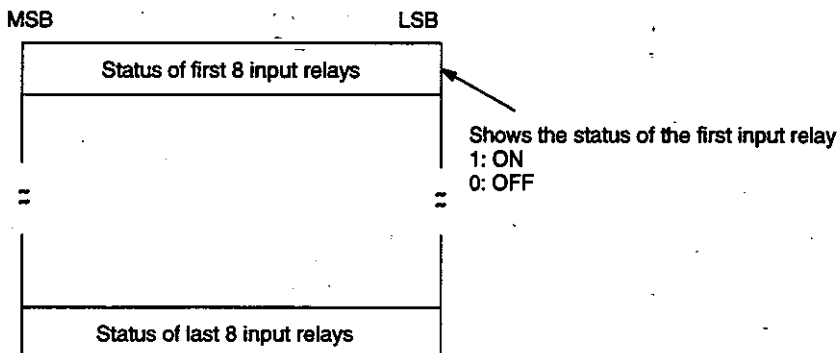 MSB LSB
Status of first 8 input relays
Shows the status of the first input relay
1: ON
0: OFF
Status of last 8 input relays